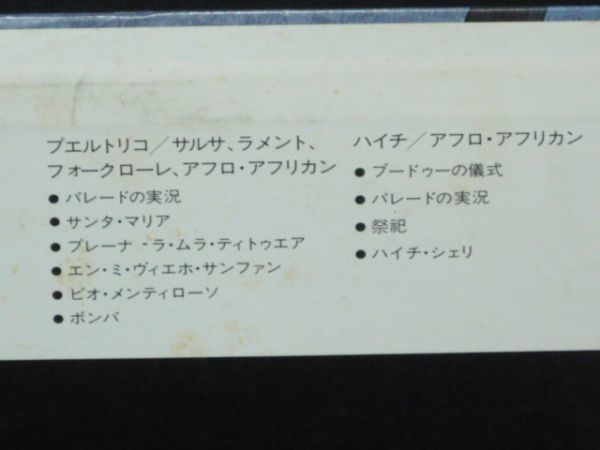 プエルトリコ／サルサ、ラメント、
フォークローレ、アフロ・アフリカン
● パレードの実況
● サンタ・マリア
● プレーナ - ラ・ムラ・ティトゥエア
● エン・ミ・ヴィエホ・サンファン
● ピオ・メンティローソ
● ボンバ
ハイチ／アフロ・アフリカン
● ブードゥーの儀式
● パレードの実況
● 祭祀
● ハイチ・シェリ